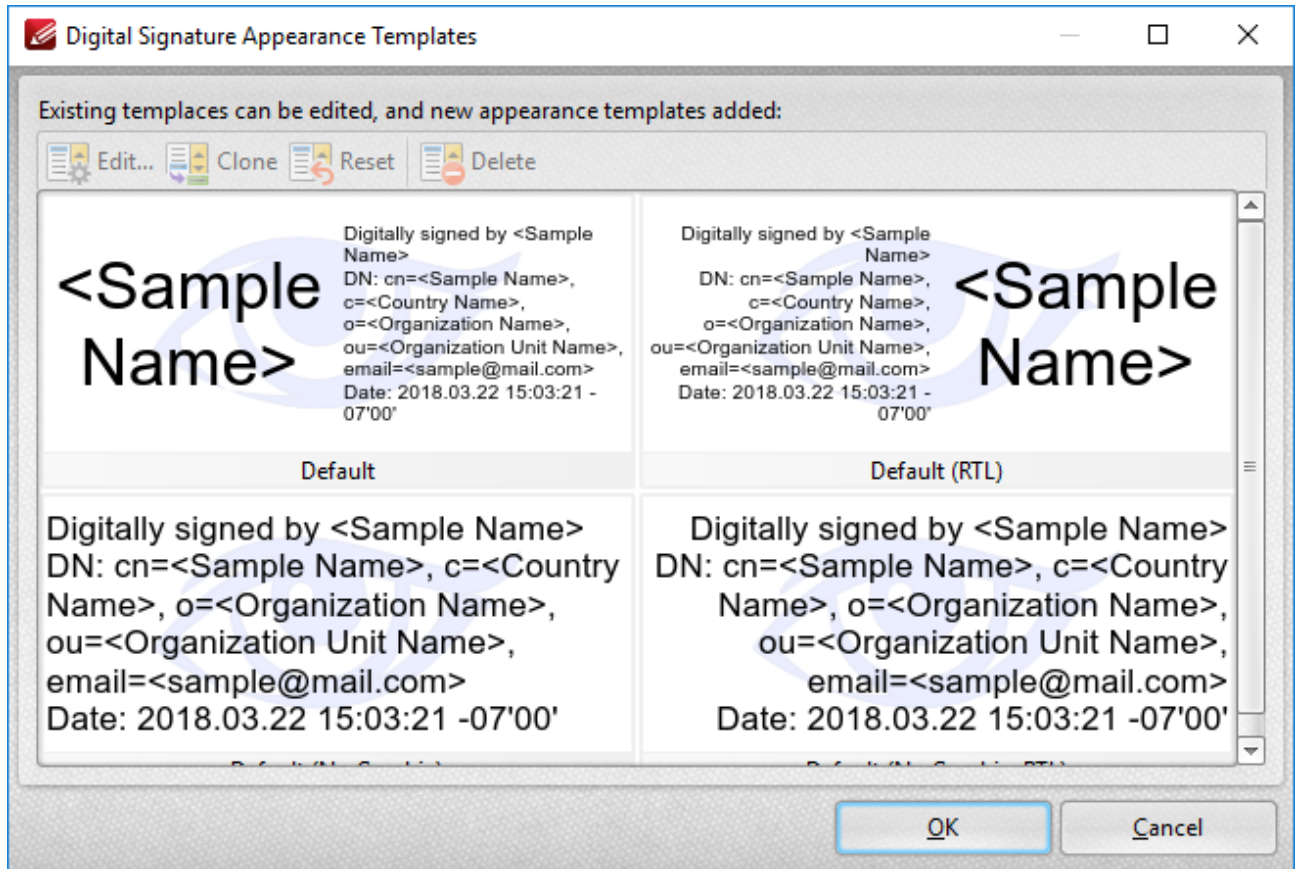 Digital Signature Appearance Templates
Existing templaces can be edited, and new appearance templates added:
Edit... Clone Reset Delete
<Sample
Name>
Digitally signed by <Sample
Name>
DN: cn=<Sample Name>,
c=<Country Name>,
o=<Organization Name>,
ou=<Organization Unit Name>,
email=<sample@mail.com>
Date: 2018.03.22 15:03:21 -
07'00'
Default
Digitally signed by <Sample
Name>
DN: cn=<Sample Name>,
c=<Country Name>,
o=<Organization Name>,
ou=<Organization Unit Name>,
email=<sample@mail.com>
Date: 2018.03.22 15:03:21 -
07'00'
<Sample
Name>
Default (RTL)
Digitally signed by <Sample Name>
DN: cn=<Sample Name>, c=<Country
Name>, o=<Organization Name>,
ou=<Organization Unit Name>,
email=<sample@mail.com>
Date: 2018.03.22 15:03:21 -07'00'
Digitally signed by <Sample Name>
DN: cn=<Sample Name>, c=<Country
Name>, o=<Organization Name>,
ou=<Organization Unit Name>,
email=<sample@mail.com>
Date: 2018.03.22 15:03:21 -07'00'
OK
Cancel